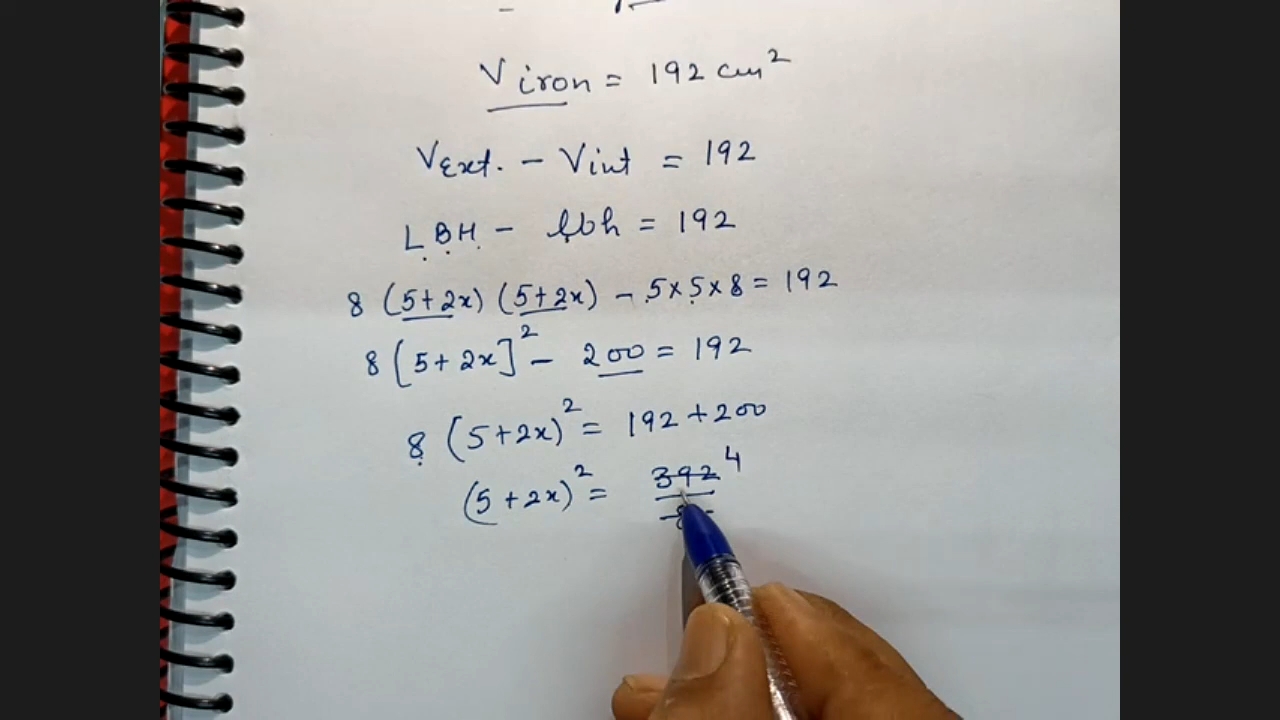 V iron = 192 cm²
V Ext. - V int = 192
LBH - lbh = 192
8 (5+2x) (5+2x) - 5×5×8 = 192
8 [5+2x]² - 200 = 192
8 (5+2x)² = 192+200
(5+2x)² = 392/8 4